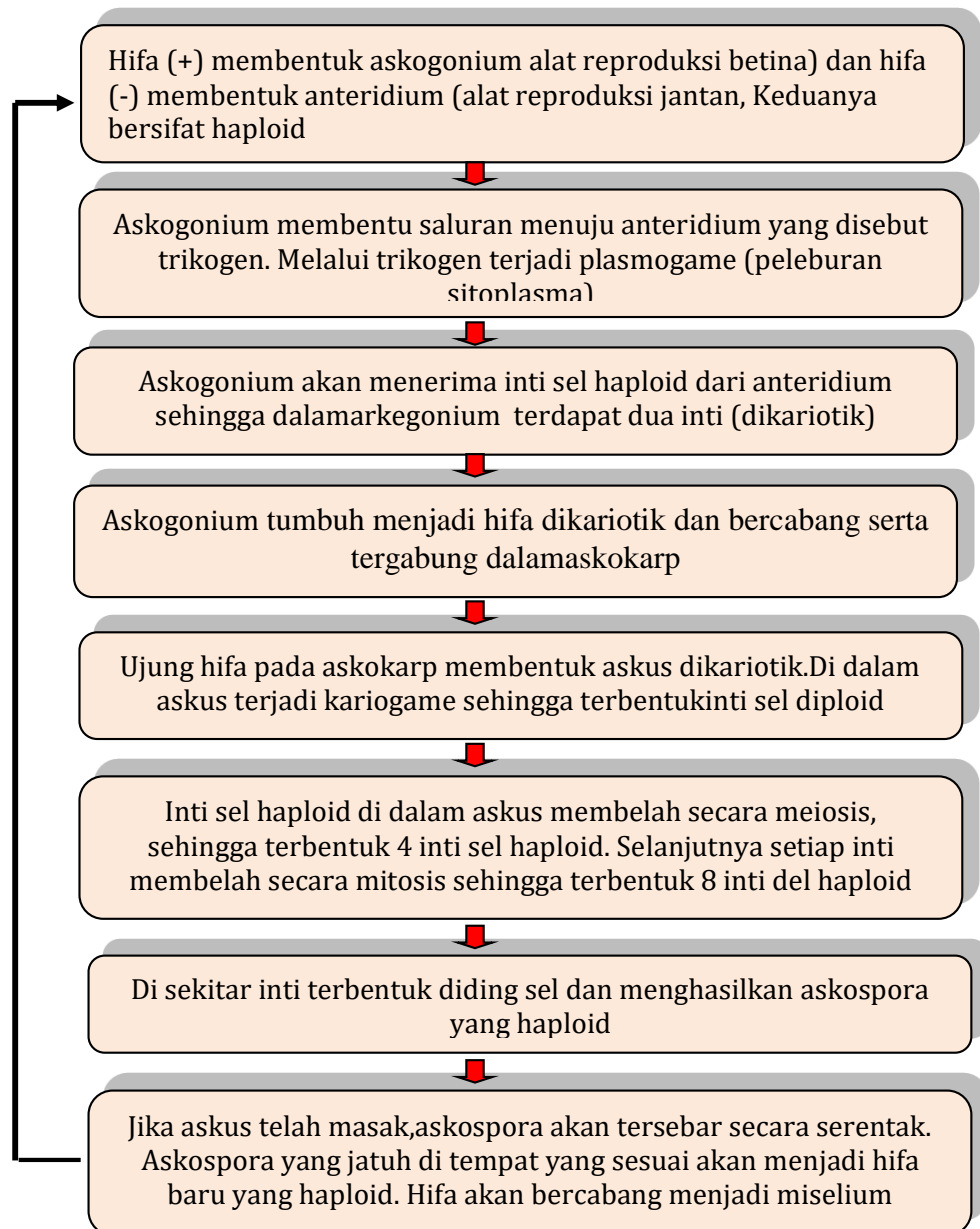 Hifa (+) membentuk askogonium alat reproduksi betina) dan hifa
(-) membentuk anteridium (alat reproduksi jantan, Keduanya
bersifat haploid
Askogonium membentu saluran menuju anteridium yang disebut
trikogen. Melalui trikogen terjadi plasmogame (peleburan
sitoplasma)
Askogonium akan menerima inti sel haploid dari anteridium
sehingga dalamarkegonium terdapat dua inti (dikariotik)
Askogonium tumbuh menjadi hifa dikariotik dan bercabang serta
tergabung dalamaskokarp
Ujung hifa pada askokarp membentuk askus dikariotik.Di dalam
askus terjadi kariogame sehingga terbentukinti sel diploid
Inti sel haploid di dalam askus membelah secara meiosis,
sehingga terbentuk 4 inti sel haploid. Selanjutnya setiap inti
membelah secara mitosis sehingga terbentuk 8 inti del haploid
Di sekitar inti terbentuk diding sel dan menghasilkan askospora
yang haploid
Jika askus telah masak,askospora akan tersebar secara serentak.
Askospora yang jatuh di tempat yang sesuai akan menjadi hifa
baru yang haploid. Hifa akan bercabang menjadi miselium